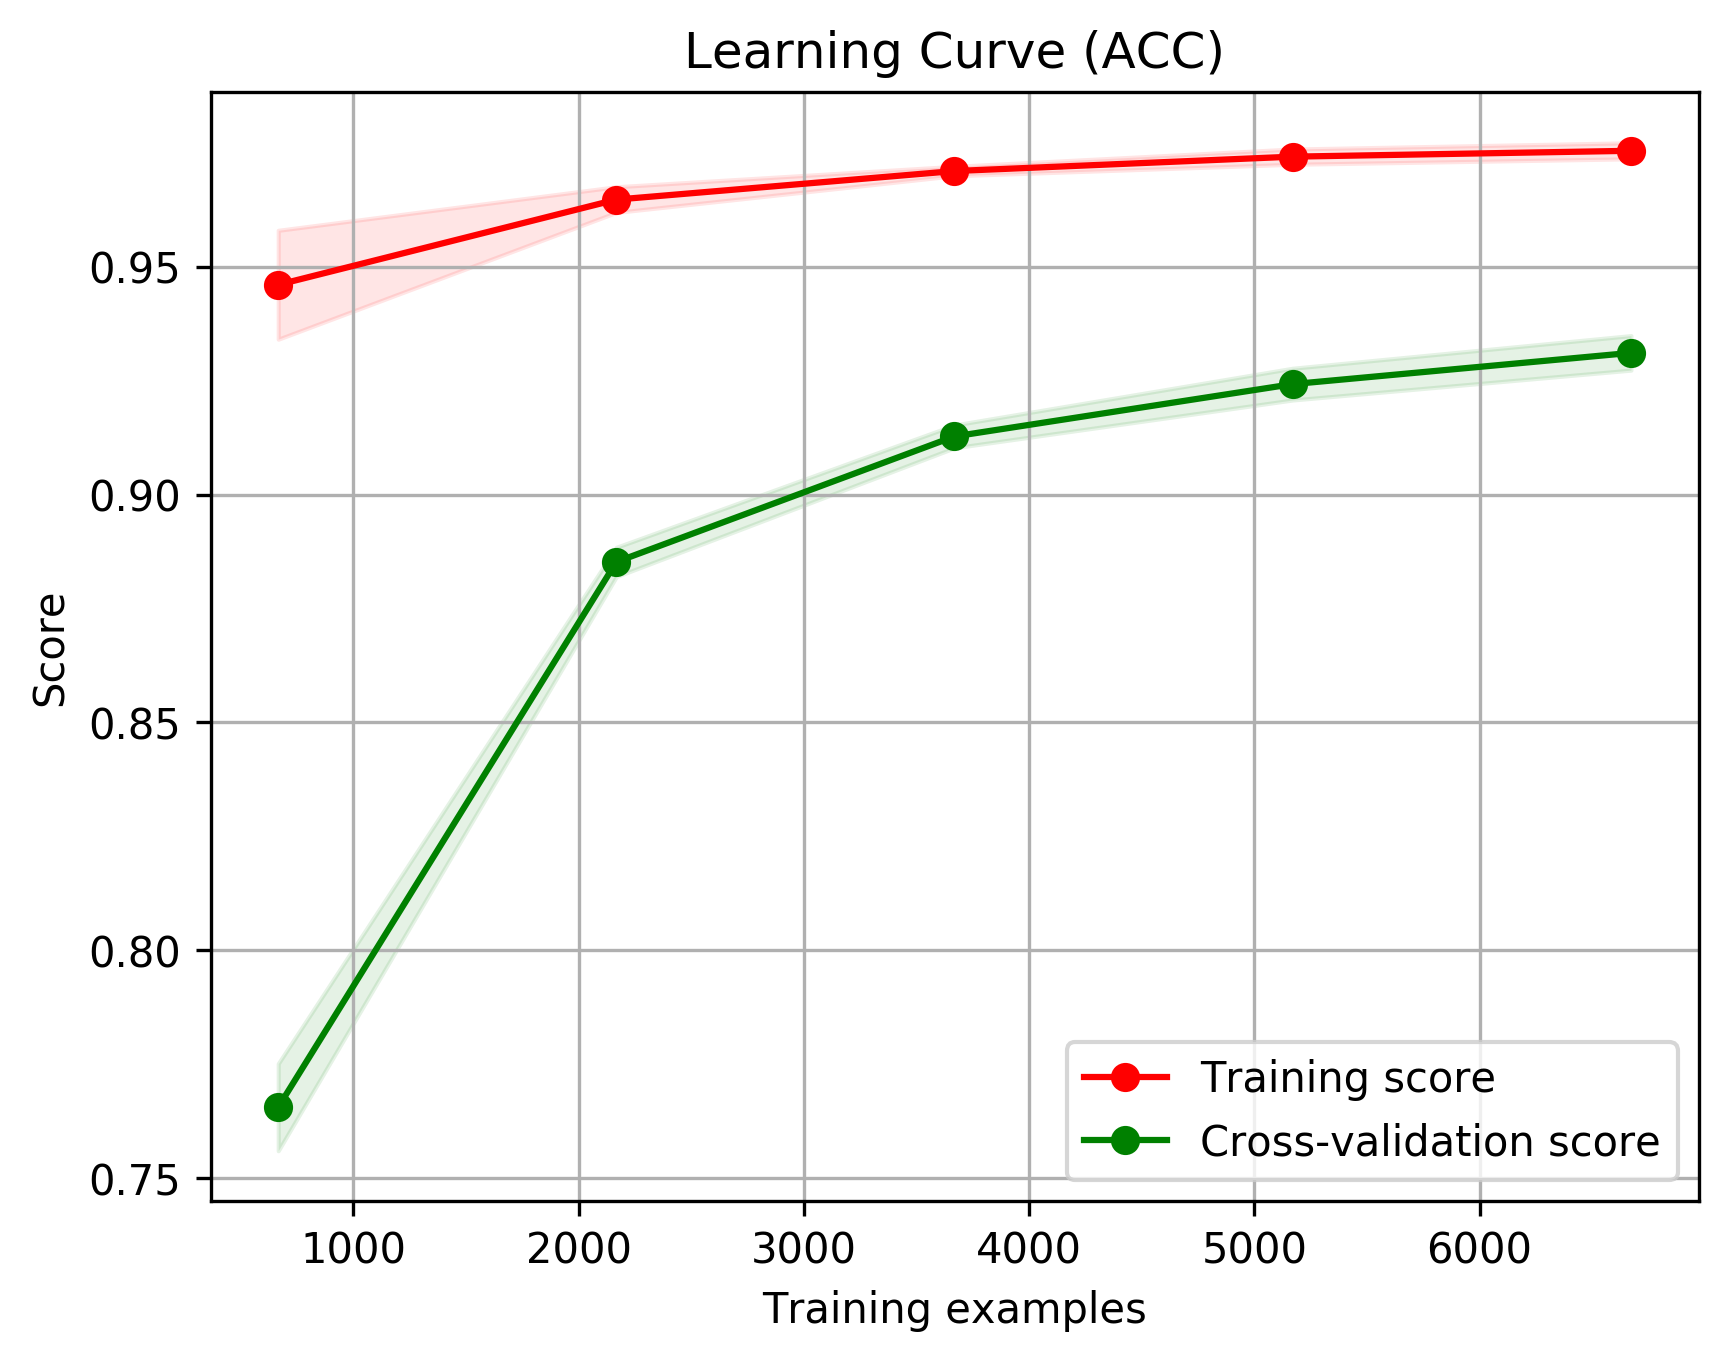 Learning Curve (ACC)
0.95
0.90
0.85
0.80
0.75
Score
1000 2000 3000 4000 5000 6000
Training examples
Training score
Cross-validation score